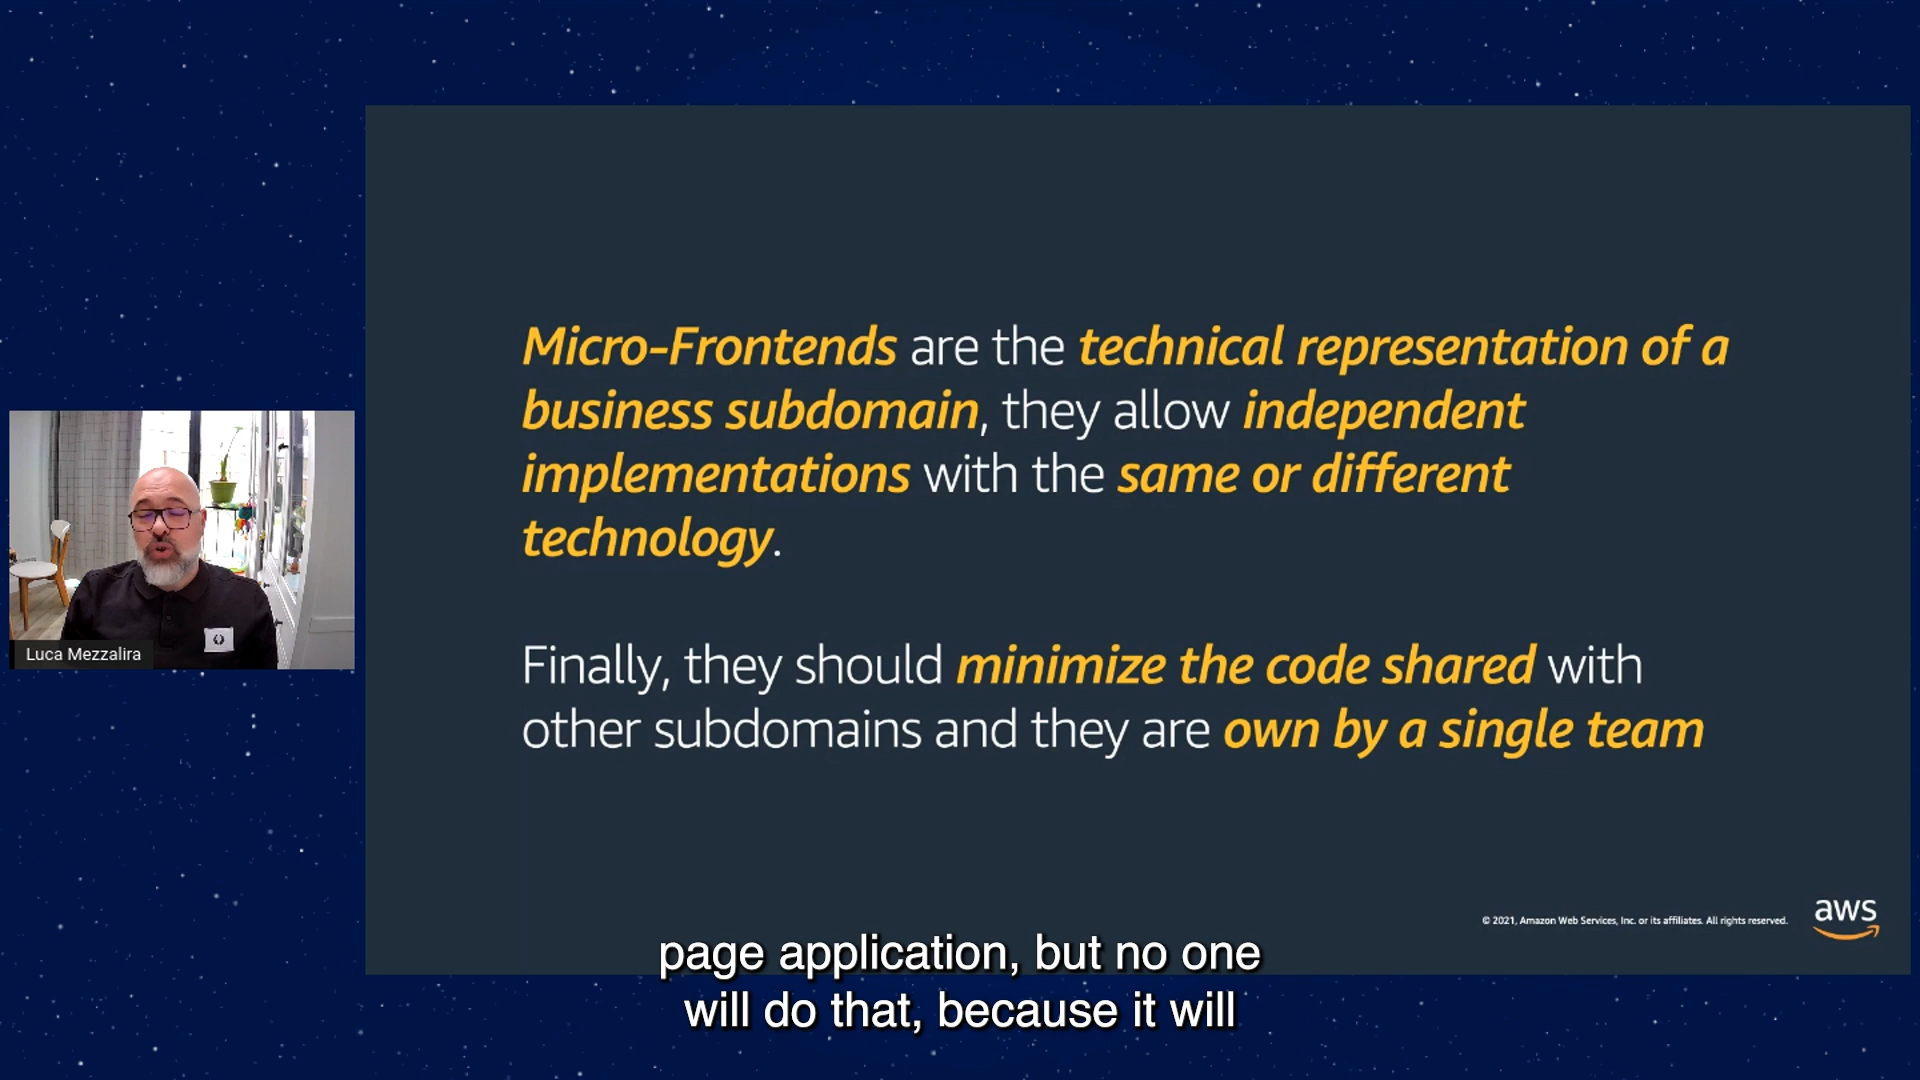 Micro-Frontends are the technical representation of a
business subdomain, they allow independent
implementations with the same or different
technology.
Finally, they should minimize the code shared with
other subdomains and they are own by a single team
Luca Mezzalira
© 2021, Amazon Web Services, Inc. or its affiliates. All rights reserved.
aws
page application, but no one
will do that, because it will